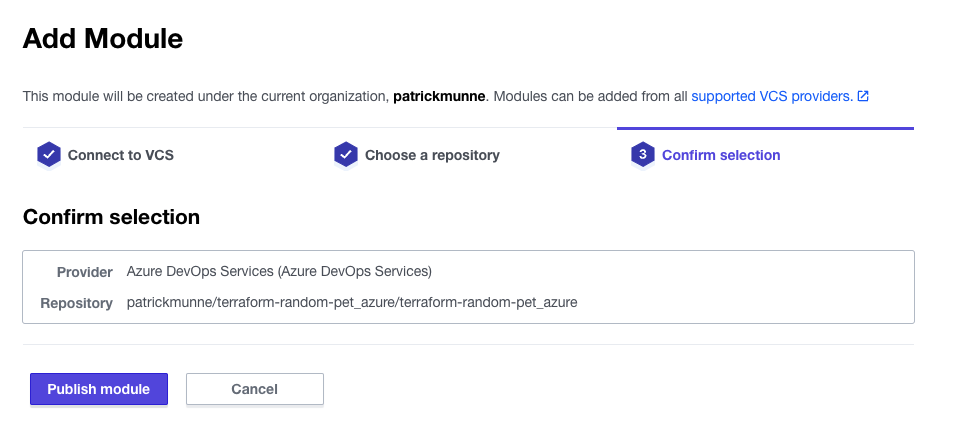 Add Module
This module will be created under the current organization, patrickmunne. Modules can be added from all supported VCS providers.
Connect to VCS
Choose a repository
3 Confirm selection
Confirm selection
Provider Azure DevOps Services (Azure DevOps Services)
Repository patrickmunne/terraform-random-pet_azure/terraform-random-pet_azure
Publish module Cancel